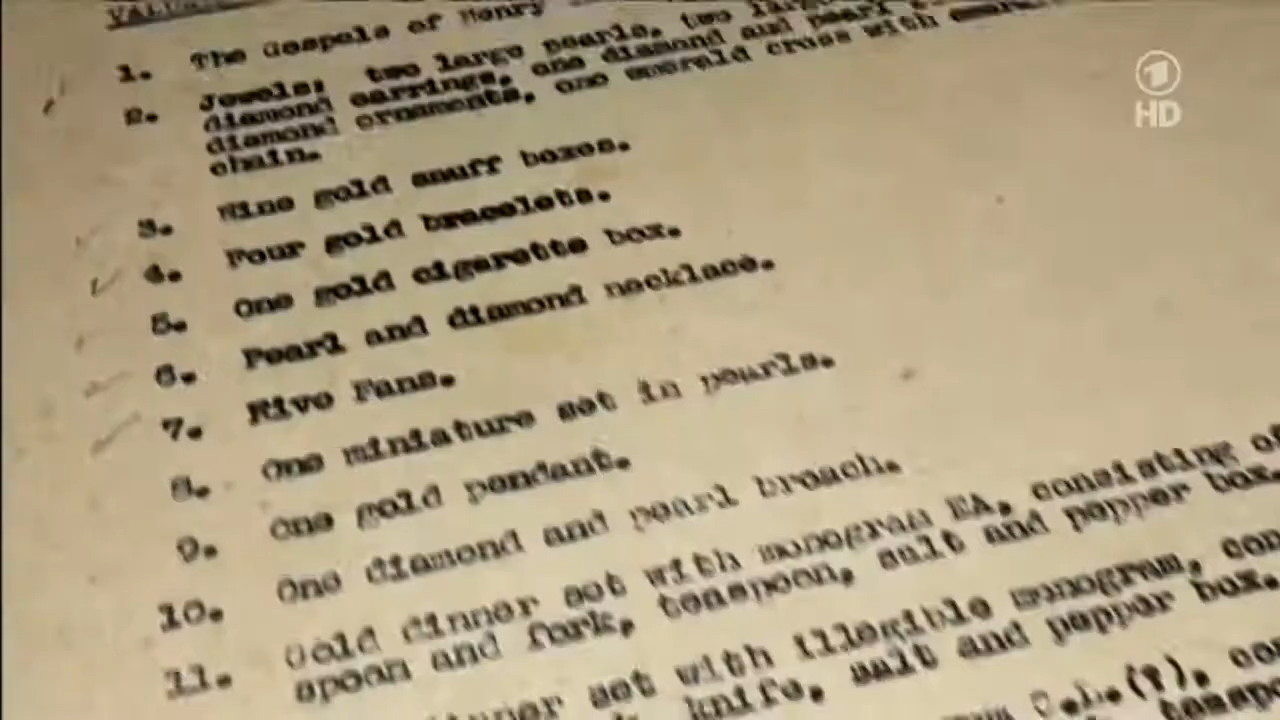 1. The Gospels of Henry
2. Jewels: two large pearls, two
diamond earrings, one diamond and pearl
diamond ornaments, one emerald cross with
chain.
3. Nine gold snuff boxes.
4. Four gold bracelets.
5. One gold cigarette box.
6. Pearl and diamond necklace.
7. Five Fans.
8. One miniature set in pearls.
9. One gold pendant.
10. One diamond and pearl broach.
11. Gold dinner set with monogram EA, consisting of
spoon and fork, teaspoon, salt and pepper box.
set with illegible monogram,
knife, salt and pepper box.
1
HD